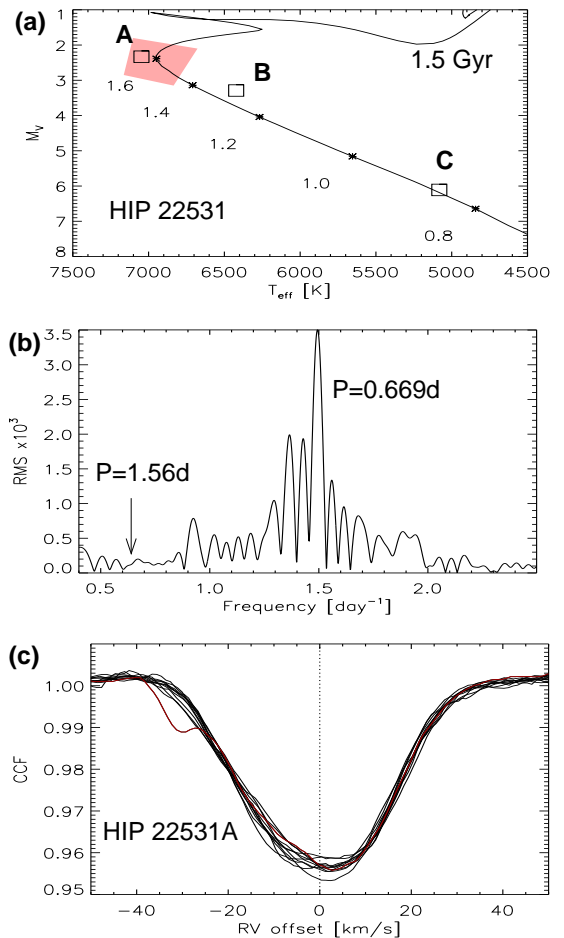 (a)
1
2
3
4
5
6
7
8
M_V
A
B
C
1.5 Gyr
1.6
1.4
1.2
1.0
0.8
HIP 22531
7500 7000 6500 6000 5500 5000 4500
T_eff [K]
(b)
3.5
3.0
2.5
2.0
1.5
1.0
0.5
0.0
RMS x10³
P=0.669d
P=1.56d
0.5 1.0 1.5 2.0
Frequency [day⁻¹]
(c)
1.00
0.99
0.98
0.97
0.96
0.95
CCF
HIP 22531A
−40 −20 0 20 40
RV offset [km/s]